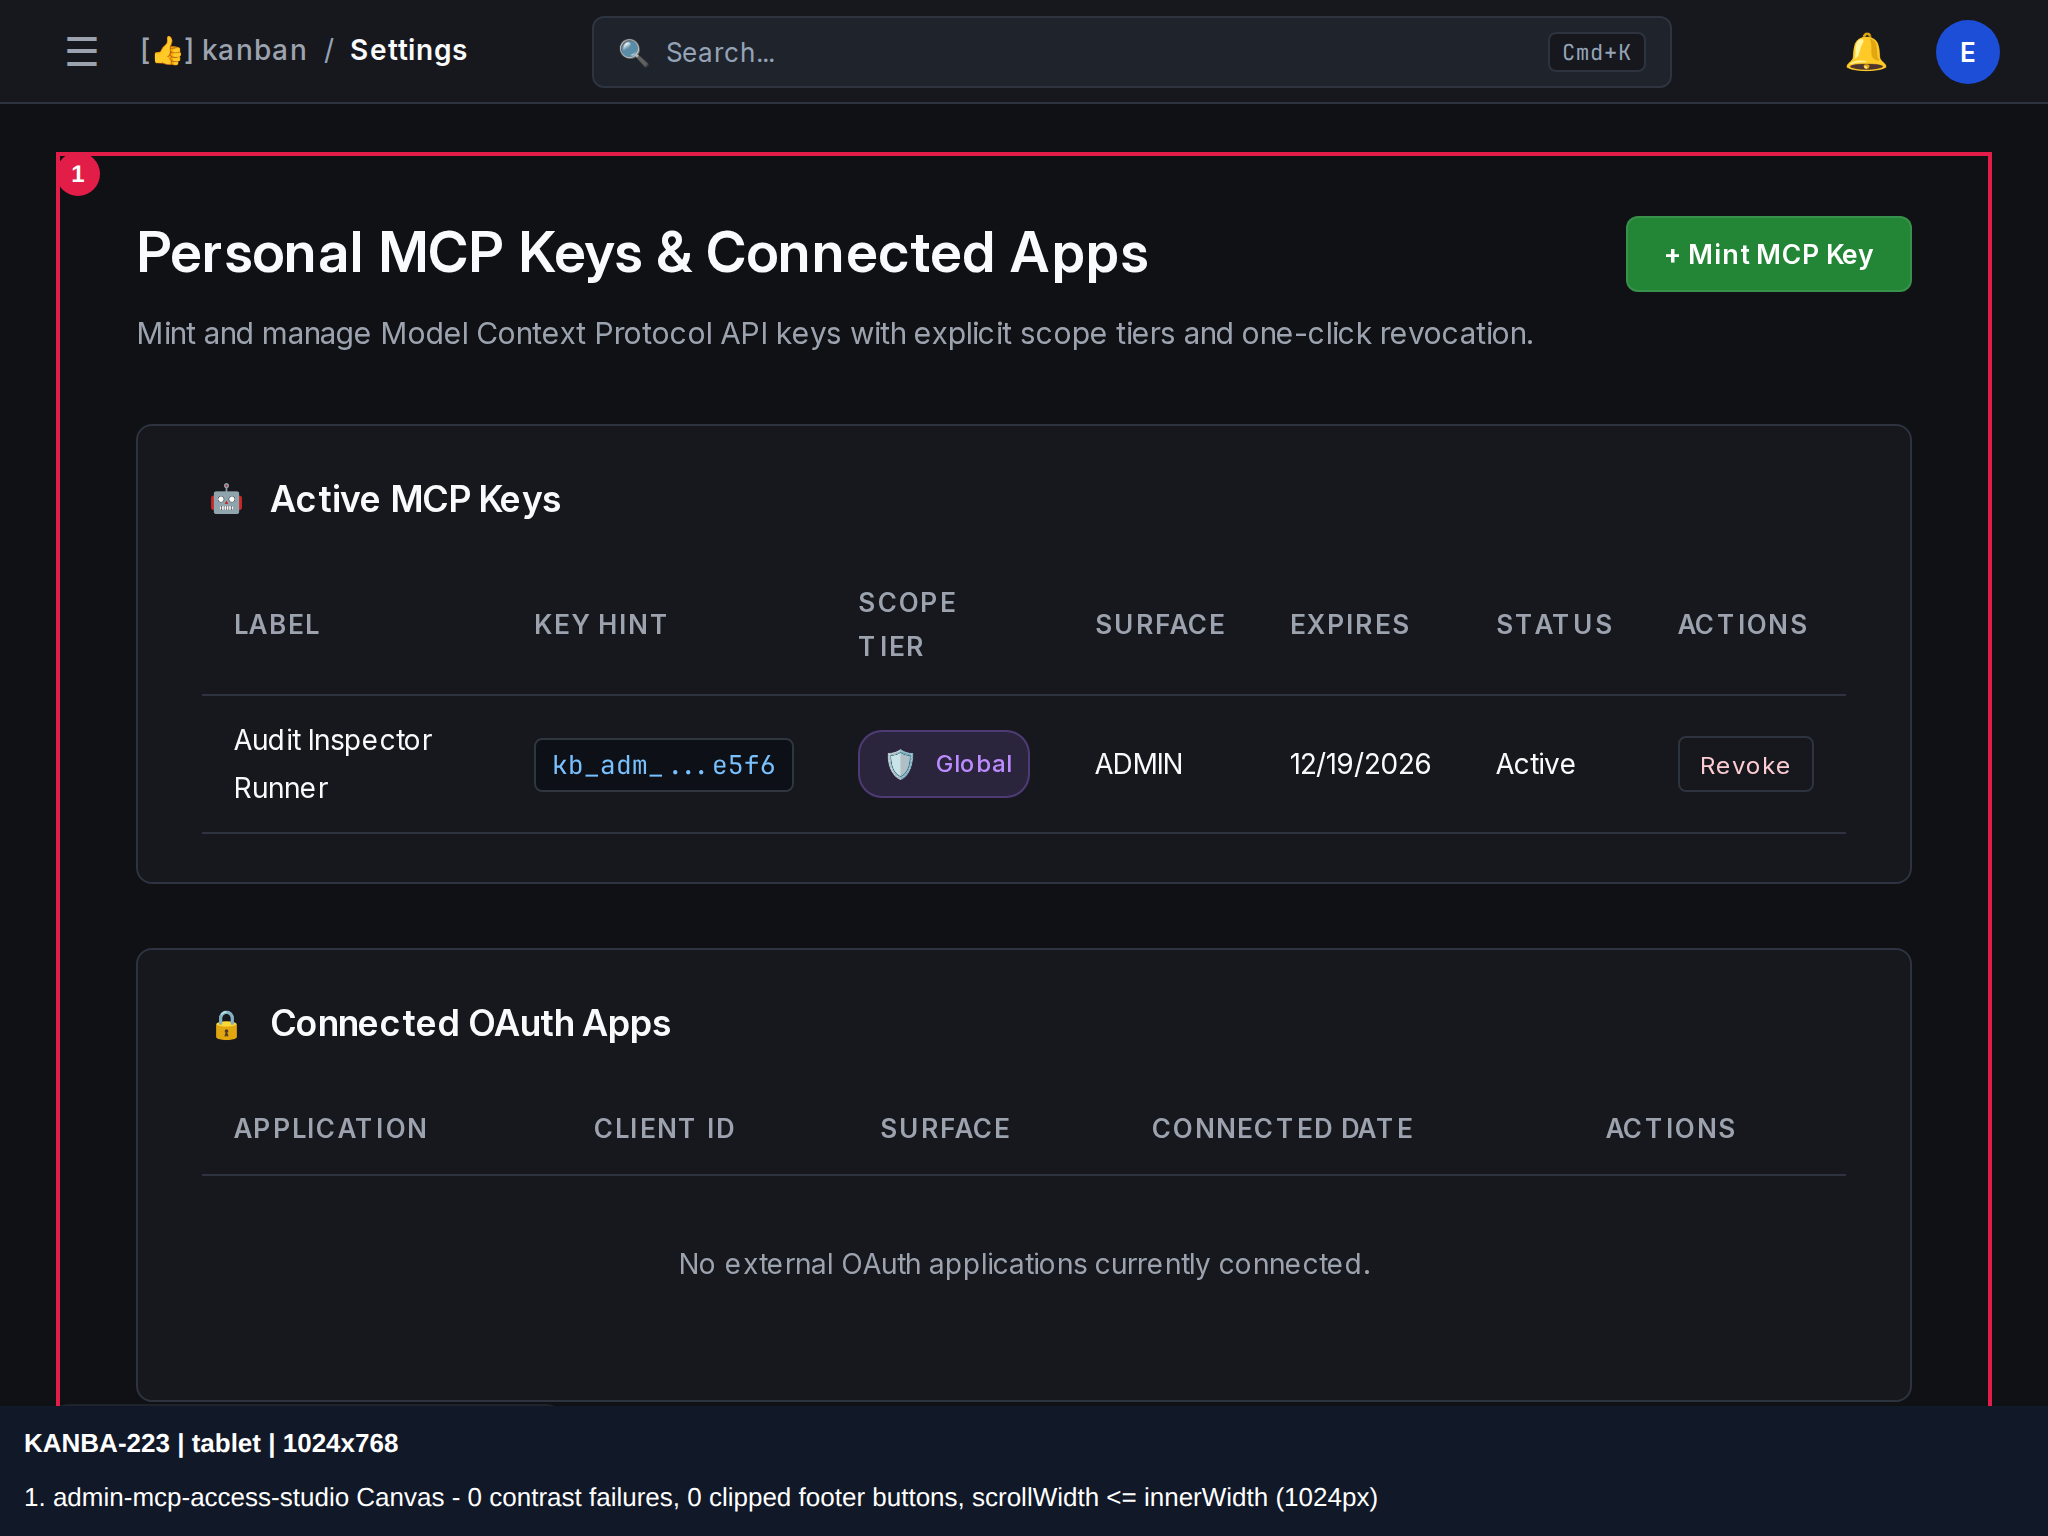 ☰ [👍] kanban / Settings
🔍 Search... Cmd+K
🔔 E
1
Personal MCP Keys & Connected Apps
+ Mint MCP Key
Mint and manage Model Context Protocol API keys with explicit scope tiers and one-click revocation.
🤖 Active MCP Keys
LABEL KEY HINT SCOPE TIER SURFACE EXPIRES STATUS ACTIONS
Audit Inspector Runner kb_adm_...e5f6 🛡️ Global ADMIN 12/19/2026 Active Revoke
🔒 Connected OAuth Apps
APPLICATION CLIENT ID SURFACE CONNECTED DATE ACTIONS
No external OAuth applications currently connected.
KANBA-223 | tablet | 1024x768
1. admin-mcp-access-studio Canvas - 0 contrast failures, 0 clipped footer buttons, scrollWidth <= innerWidth (1024px)